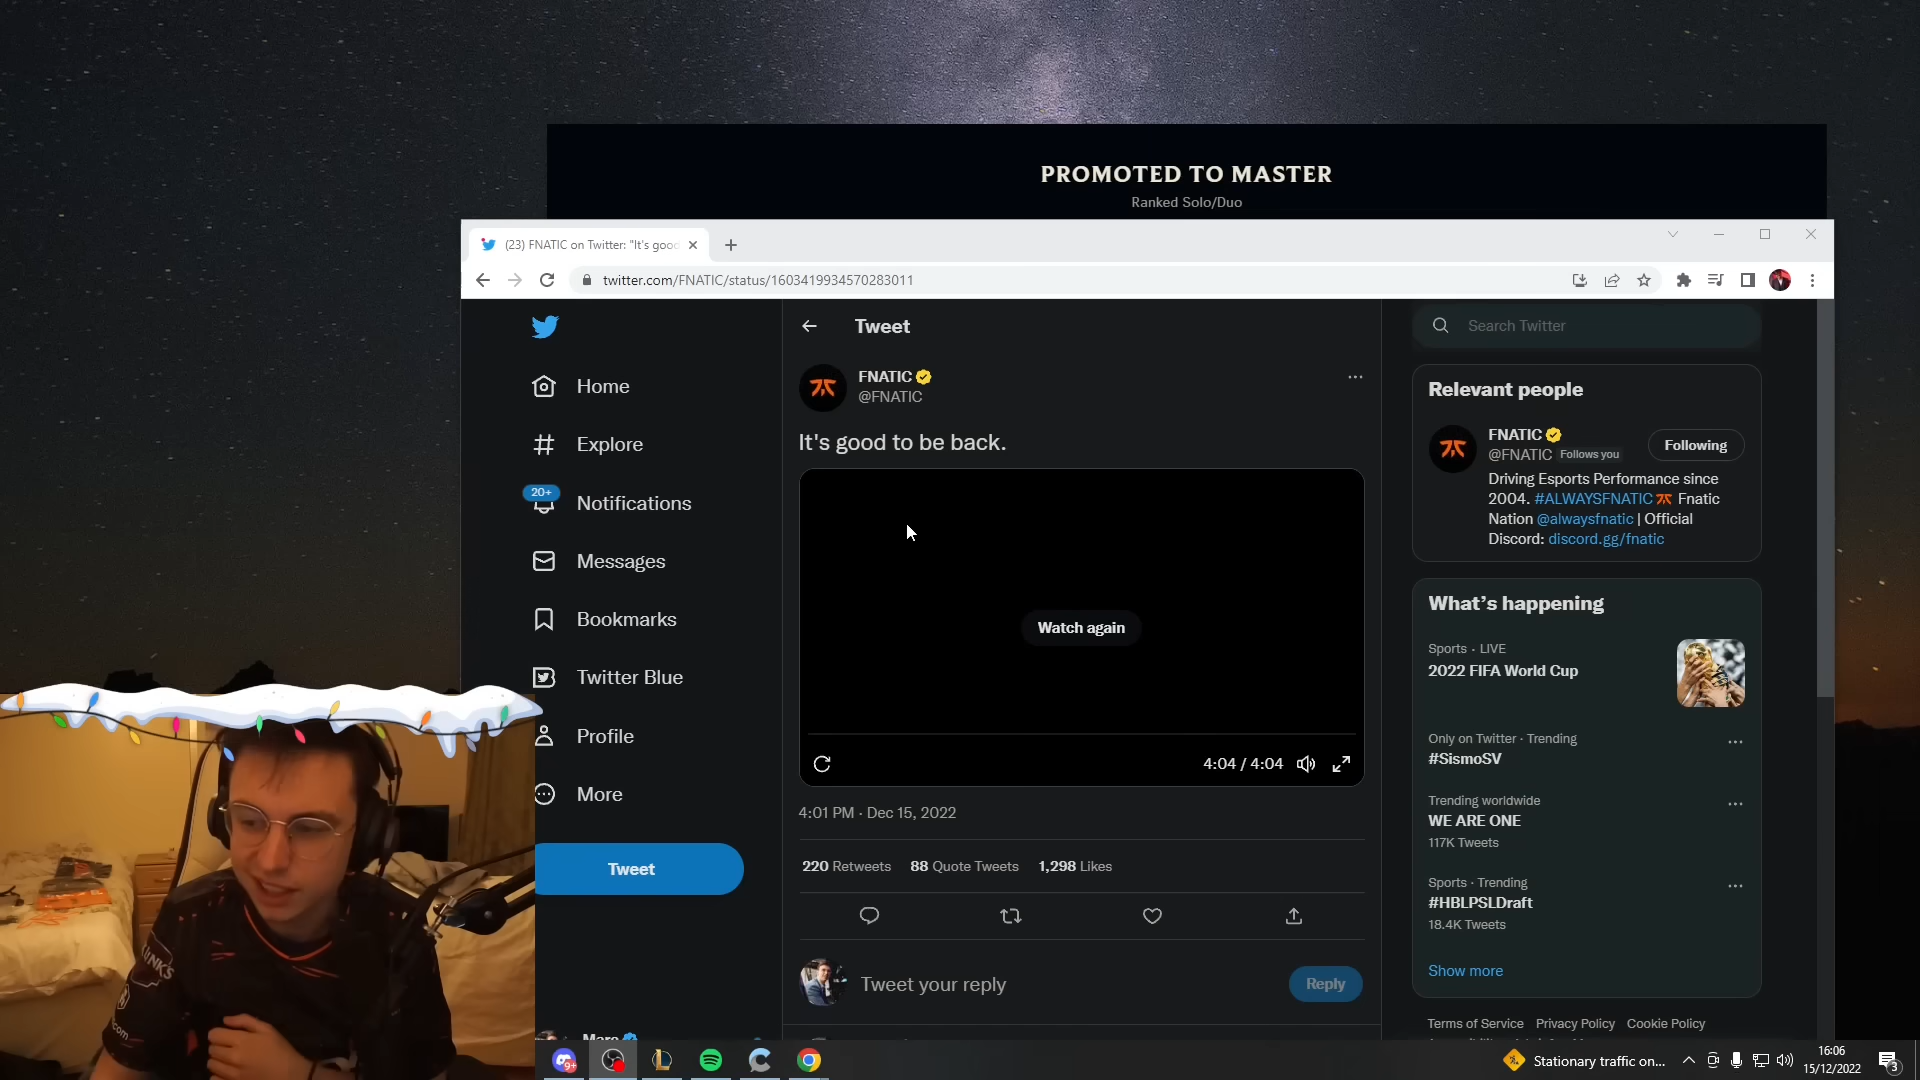 PROMOTED TO MASTER
Ranked Solo/Duo
(23) FNATIC on Twitter: "It's good
twitter.com/FNATIC/status/1603419934570283011
Home
Explore
20+
Notifications
Messages
Bookmarks
Twitter Blue
Profile
More
Tweet
Tweet
FNATIC
@FNATIC
It's good to be back.
Watch again
4:04 / 4:04
4:01 PM · Dec 15, 2022
220 Retweets 88 Quote Tweets 1,298 Likes
Tweet your reply
Reply
Search Twitter
Relevant people
FNATIC
@FNATIC Follows you
Following
Driving Esports Performance since
2004. #ALWAYSFNATIC Fnatic
Nation @alwaysfnatic | Official
Discord: discord.gg/fnatic
What's happening
Sports · LIVE
2022 FIFA World Cup
Only on Twitter · Trending
#SismoSV
Trending worldwide
WE ARE ONE
117K Tweets
Sports · Trending
#HBLPSLDraft
18.4K Tweets
Show more
Terms of Service Privacy Policy Cookie Policy
9+
Stationary traffic on...
16:06
15/12/2022
3